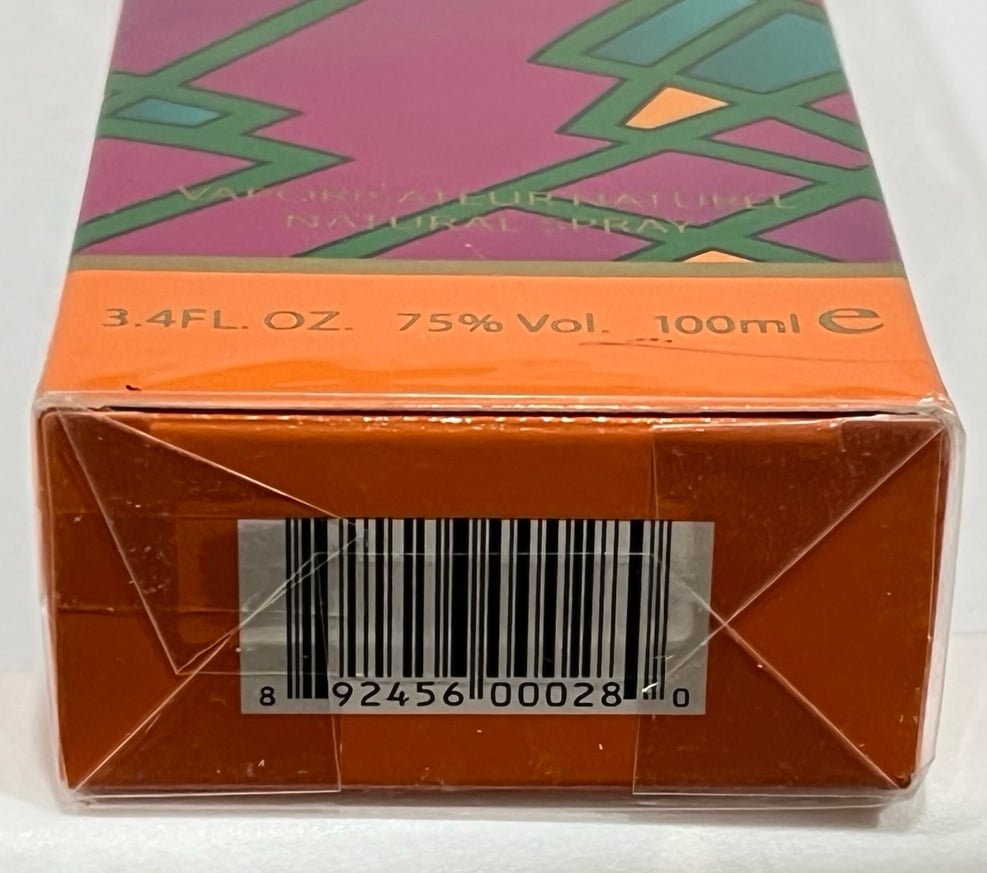 VAPORISATEUR NATUREL
NATURAL SPRAY
3.4FL. OZ. 75% Vol. 100ml e
8 92456 00028 0